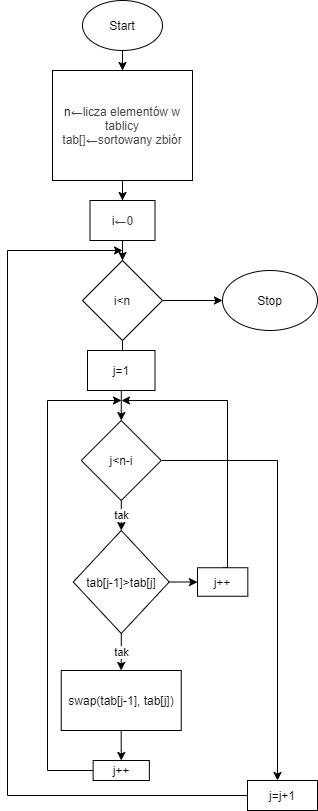 Start
n←licza elementów w
tablicy
tab[]←sortowany zbiór
i←0
i<n
Stop
j=1
j<n-i
tak
tab[j-1]>tab[j]
j++
tak
swap(tab[j-1], tab[j])
j++
j=j+1